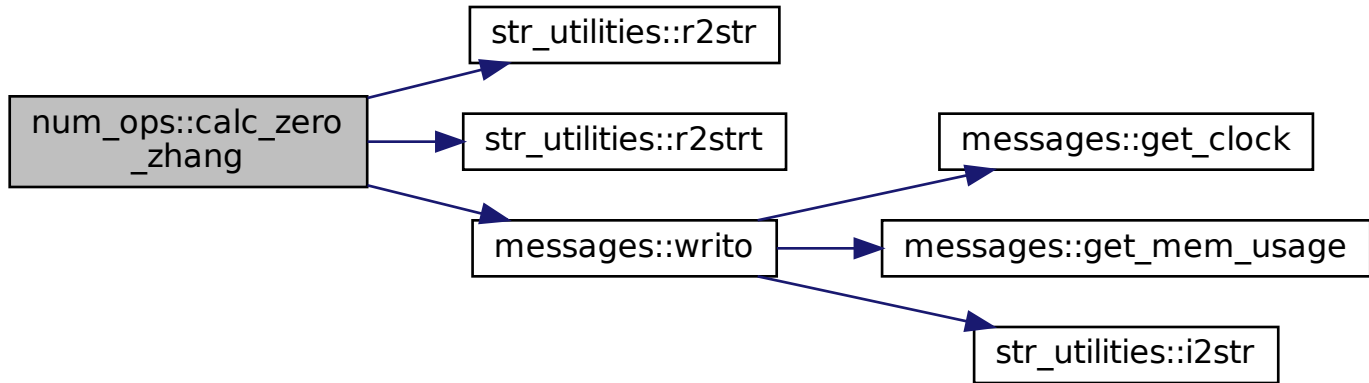 str_utilities::r2str
num_ops::calc_zero
_zhang
str_utilities::r2strt
messages::get_clock
messages::writo
messages::get_mem_usage
str_utilities::i2str